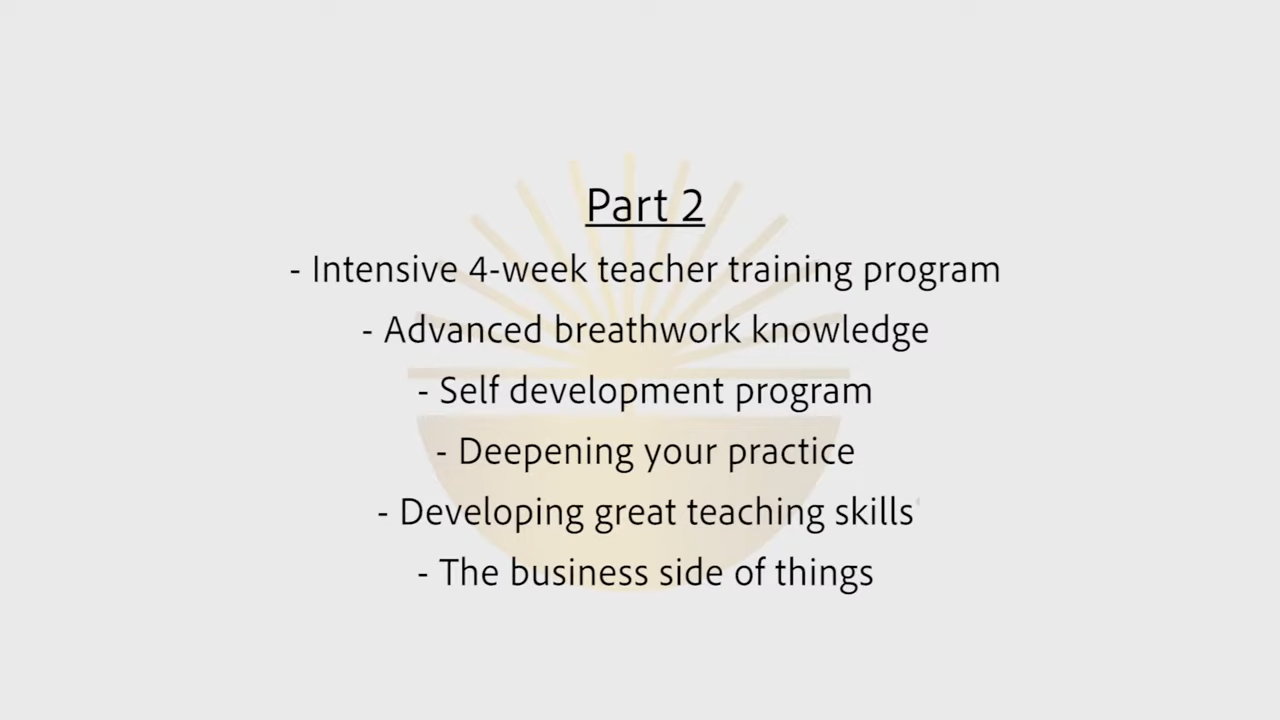 Part 2
- Intensive 4-week teacher training program
- Advanced breathwork knowledge
- Self development program
- Deepening your practice
- Developing great teaching skills
- The business side of things